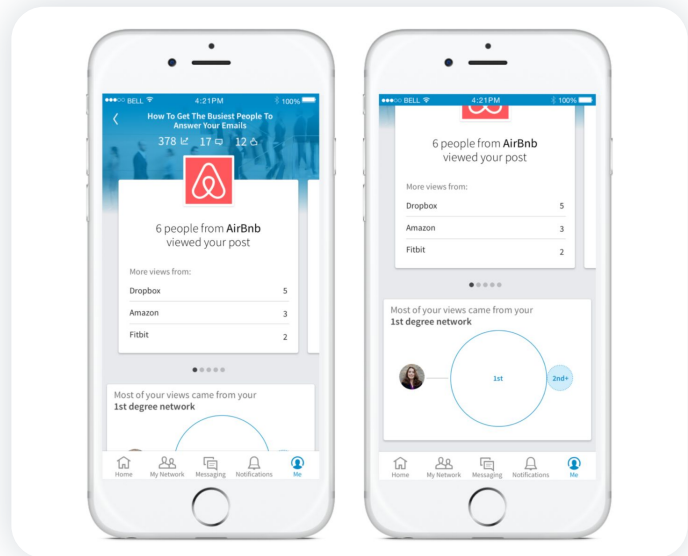 BELL 4:21PM 100%
How To Get The Busiest People To
Answer Your Emails
378 17 12
6 people from AirBnb
viewed your post
More views from:
Dropbox 5
Amazon 3
Fitbit 2
Most of your views came from your
1st degree network
Home My Network Messaging Notifications Me
BELL 4:21PM 100%
6 people from AirBnb
viewed your post
More views from:
Dropbox 5
Amazon 3
Fitbit 2
Most of your views came from your
1st degree network
1st 2nd+
Home My Network Messaging Notifications Me